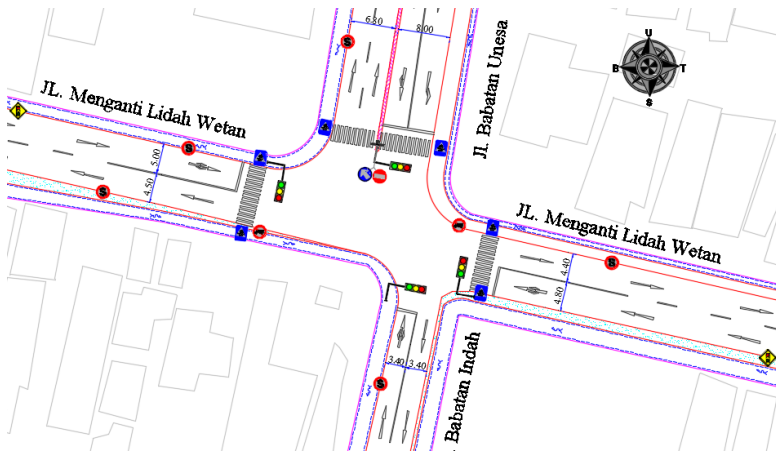 6.80
8.00
Jl. Babatan Unesa
U
B
T
S
JL. Menganti Lidah Wetan
S
S
5.00
4.50
S
JL. Menganti Lidah Wetan
S
4.40
4.80
3.40
3.40
S
Babatan Indah